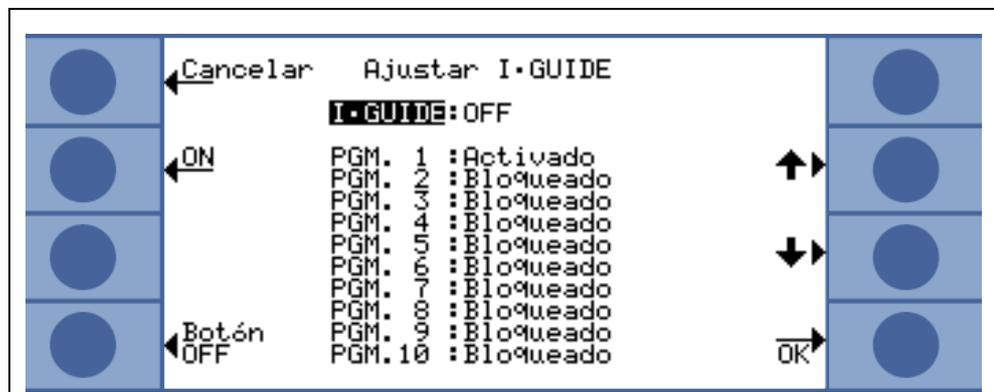 Cancelar Ajustar I·GUIDE
I·GUIDE:OFF
ON
PGM. 1 :Activado
PGM. 2 :Bloqueado
PGM. 3 :Bloqueado
PGM. 4 :Bloqueado
PGM. 5 :Bloqueado
PGM. 6 :Bloqueado
PGM. 7 :Bloqueado
PGM. 8 :Bloqueado
PGM. 9 :Bloqueado
PGM.10 :Bloqueado
Botón
OFF
OK